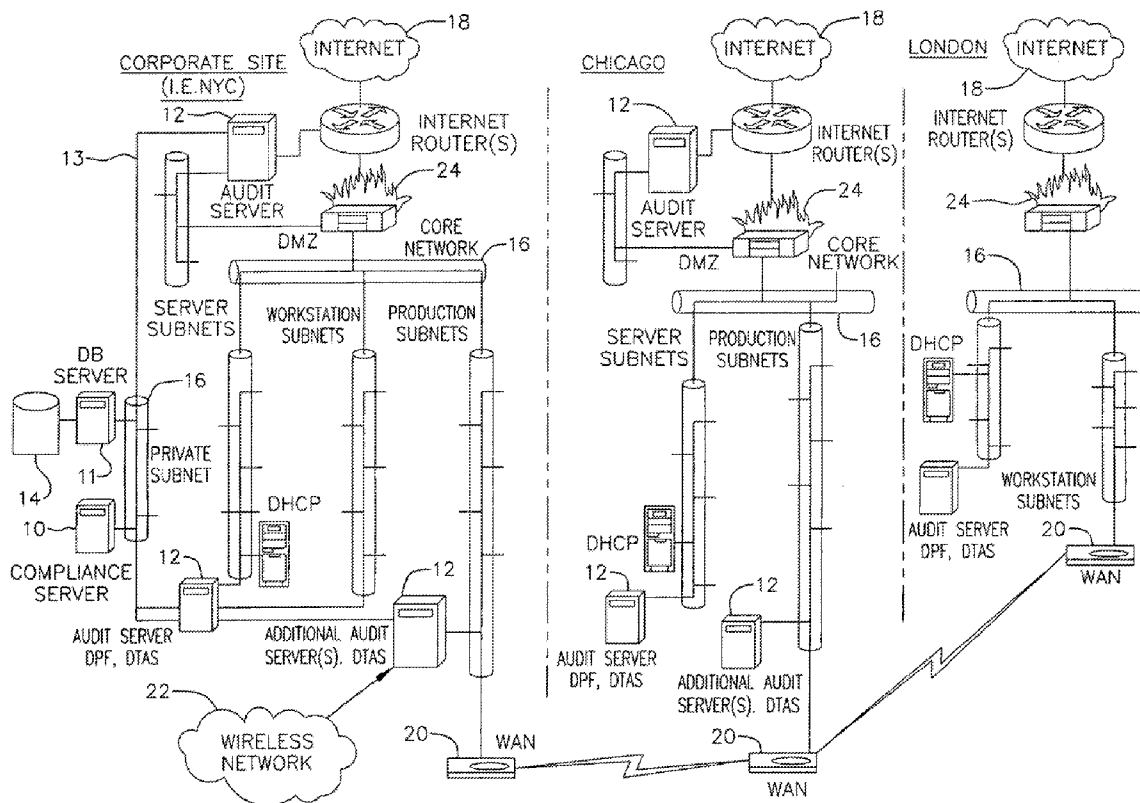 18
INTERNET
CORPORATE SITE
(I.E.NYC)
12
13
INTERNET
ROUTER(S)
AUDIT
SERVER
24
DMZ
CORE
NETWORK
16
SERVER
SUBNETS
WORKSTATION
SUBNETS
PRODUCTION
SUBNETS
DB
SERVER
16
PRIVATE
SUBNET
14
11
10
DHCP
COMPLIANCE
SERVER
12
12
AUDIT SERVER
DPF, DTAS
ADDITIONAL AUDIT
SERVER(S). DTAS
22
WIRELESS
NETWORK
20
WAN
18
INTERNET
CHICAGO
12
INTERNET
ROUTER(S)
AUDIT
SERVER
24
DMZ
CORE
NETWORK
16
SERVER
SUBNETS
PRODUCTION
SUBNETS
DHCP
12
12
AUDIT SERVER
DPF, DTAS
ADDITIONAL AUDIT
SERVER(S). DTAS
20
WAN
LONDON
INTERNET
18
INTERNET
ROUTER(S)
24
16
DHCP
WORKSTATION
SUBNETS
AUDIT SERVER
DPF, DTAS
20
WAN